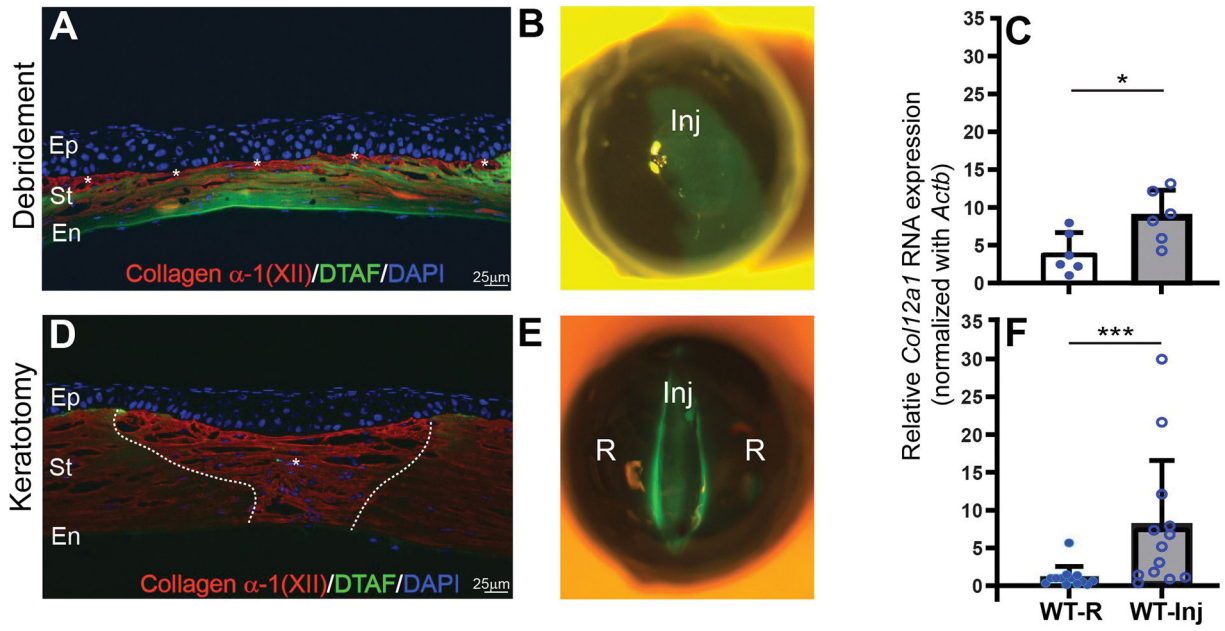 Debridement
A
Ep
St
En
* * * * *
Collagen α-1(XII)/DTAF/DAPI
25μm
B
Inj
Keratotomy
D
Ep
St
En
*
Collagen α-1(XII)/DTAF/DAPI
25μm
E
Inj
R
R
Relative Col12a1 RNA expression
(normalized with Actb)
C
*
35
30
25
20
15
10
5
0
F
***
35
30
25
20
15
10
5
0
WT-R
WT-Inj